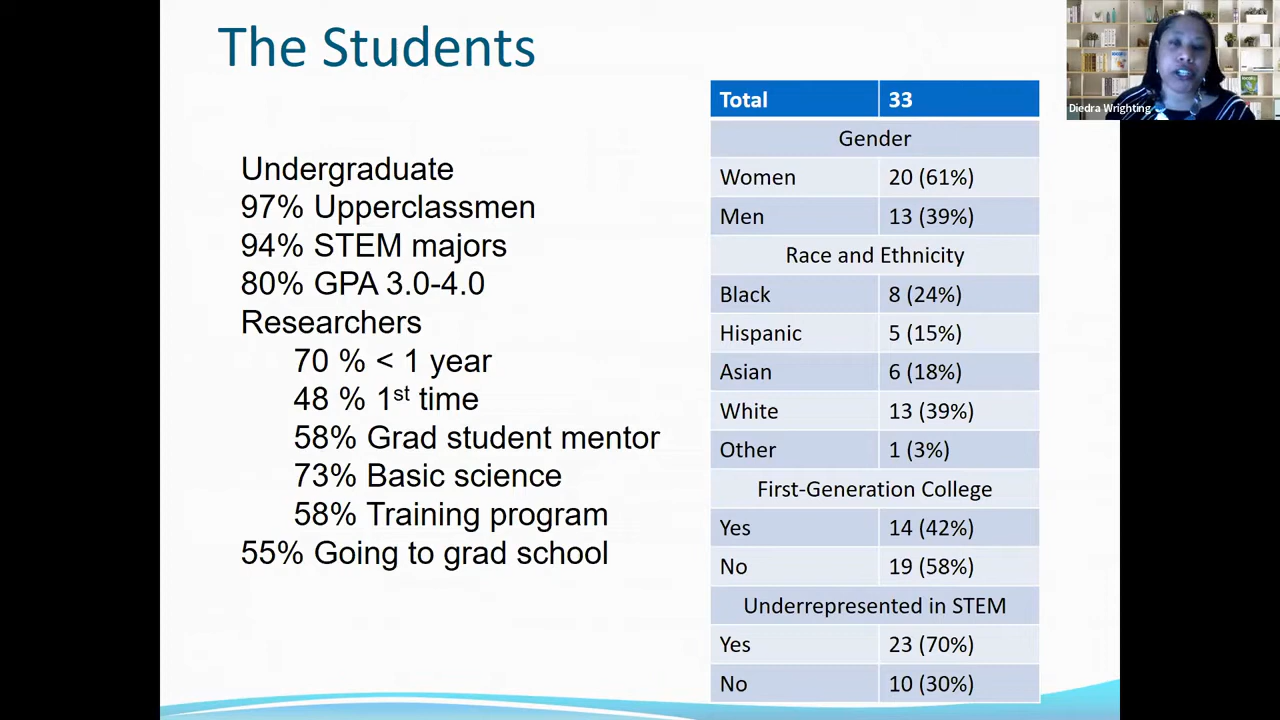 The Students
Undergraduate
97% Upperclassmen
94% STEM majors
80% GPA 3.0-4.0
Researchers
70 % < 1 year
48 % 1st time
58% Grad student mentor
73% Basic science
58% Training program
55% Going to grad school
Total 33
Gender
Women 20 (61%)
Men 13 (39%)
Race and Ethnicity
Black 8 (24%)
Hispanic 5 (15%)
Asian 6 (18%)
White 13 (39%)
Other 1 (3%)
First-Generation College
Yes 14 (42%)
No 19 (58%)
Underrepresented in STEM
Yes 23 (70%)
No 10 (30%)
Diedra Wrighting